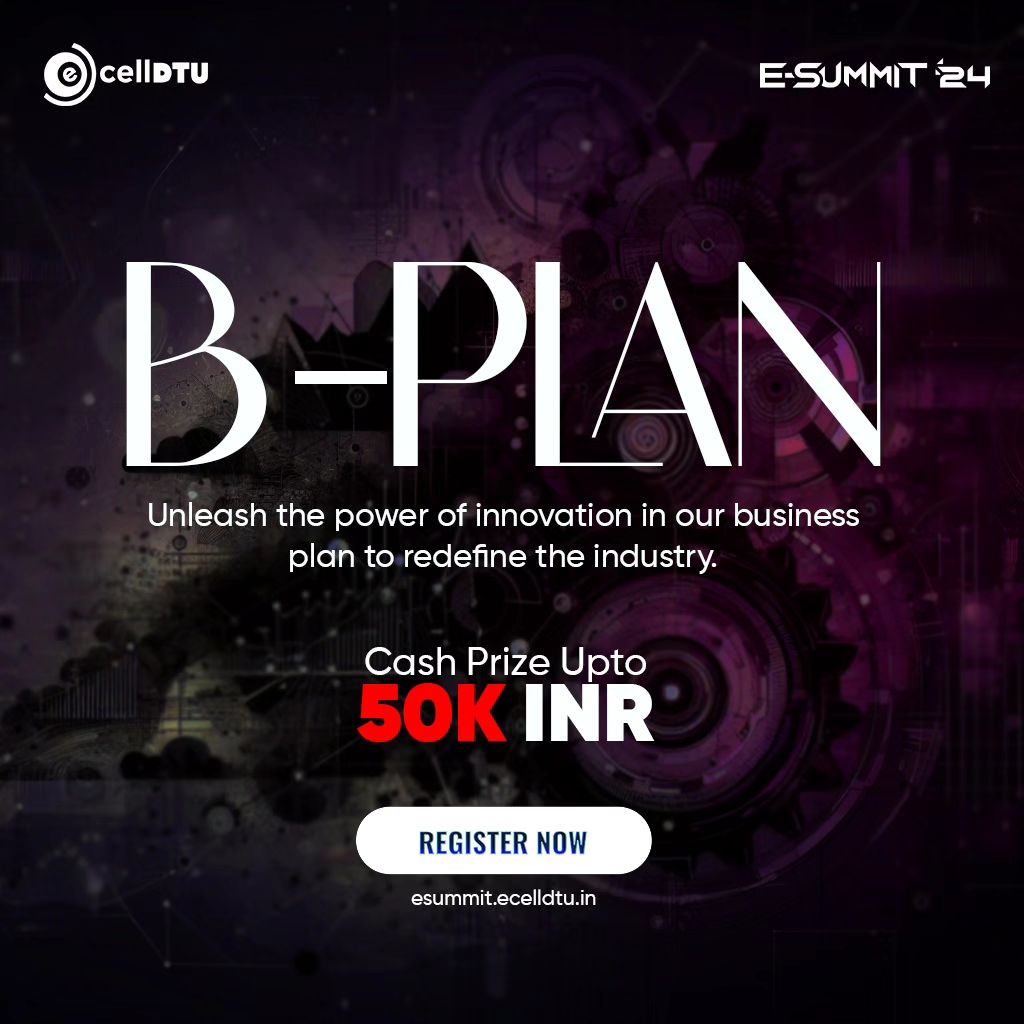 ecellDTU
E-SUMMIT '24
B-PLAN
Unleash the power of innovation in our business
plan to redefine the industry.
Cash Prize Upto
50K INR
REGISTER NOW
esummit.ecelldtu.in